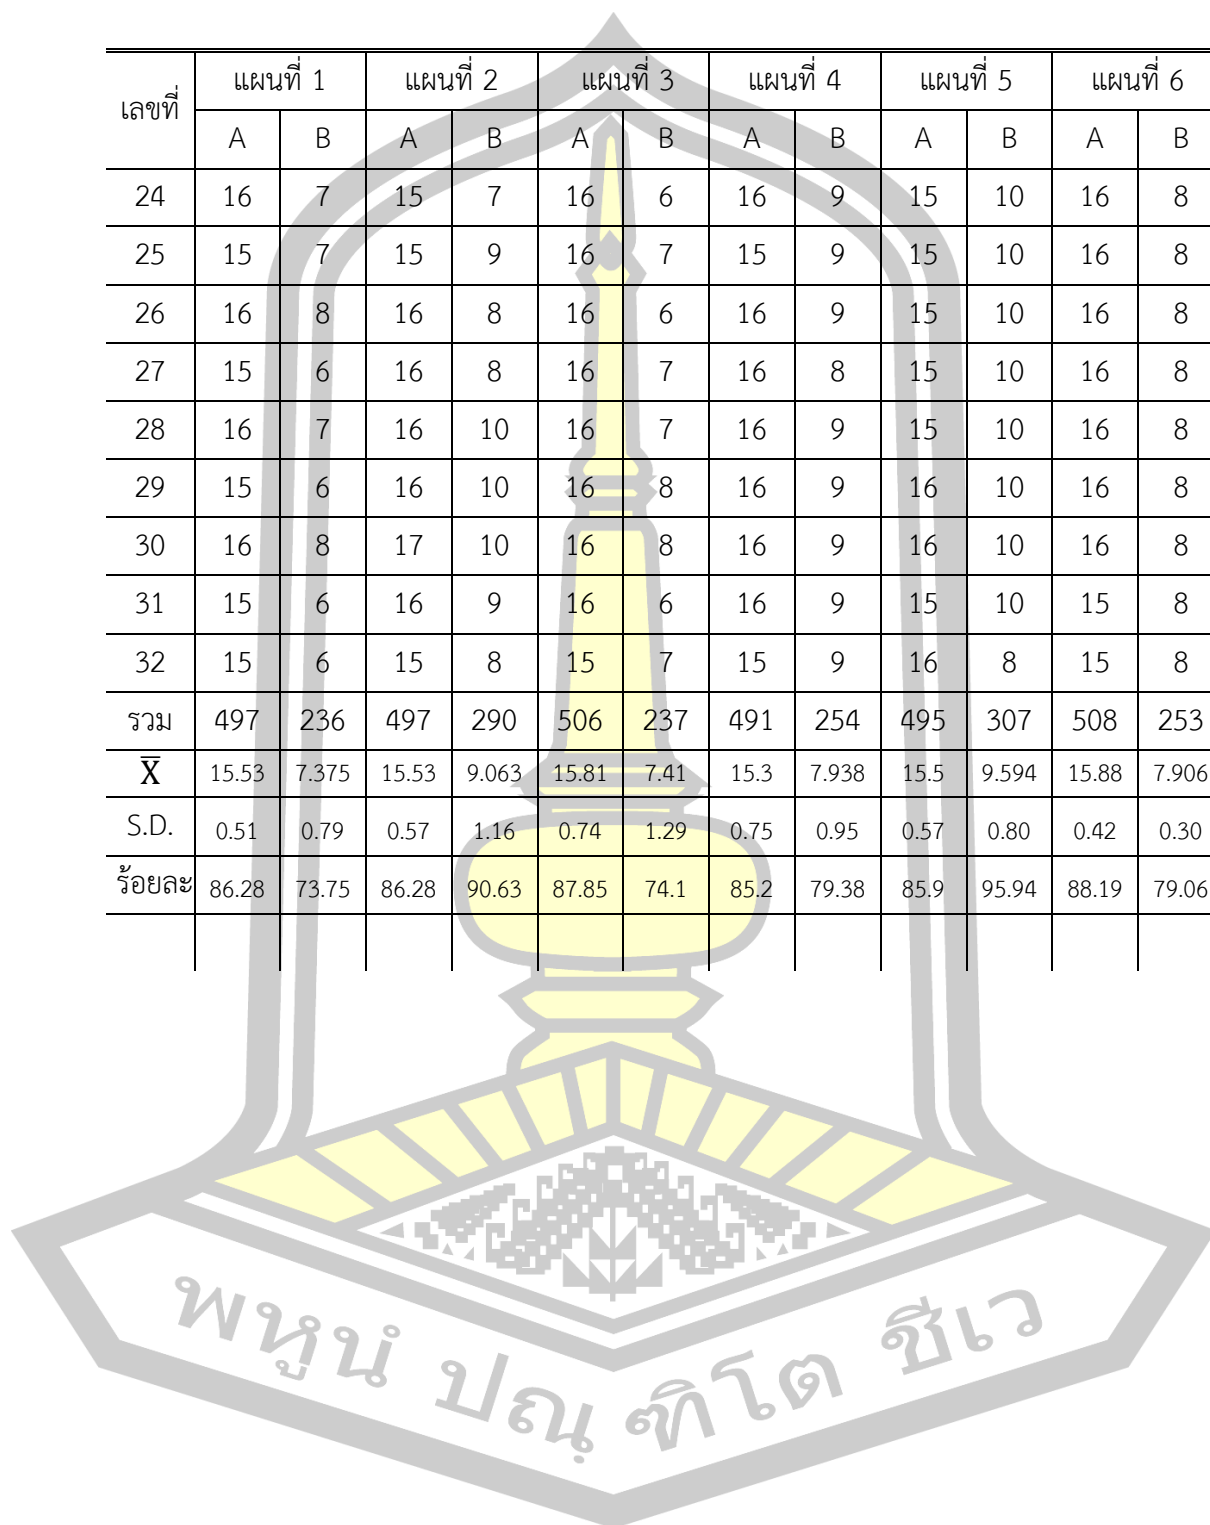 เลขที่ แผนที่ 1 แผนที่ 2 แผนที่ 3 แผนที่ 4 แผนที่ 5 แผนที่ 6
A B A B A B A B A B A B
24 16 7 15 7 16 6 16 9 15 10 16 8
25 15 7 15 9 16 7 15 9 15 10 16 8
26 16 8 16 8 16 6 16 9 15 10 16 8
27 15 6 16 8 16 7 16 8 15 10 16 8
28 16 7 16 10 16 7 16 9 15 10 16 8
29 15 6 16 10 16 8 16 9 16 10 16 8
30 16 8 17 10 16 8 16 9 16 10 16 8
31 15 6 16 9 16 6 16 9 15 10 15 8
32 15 6 15 8 15 7 15 9 16 8 15 8
รวม 497 236 497 290 506 237 491 254 495 307 508 253
X̅ 15.53 7.375 15.53 9.063 15.81 7.41 15.3 7.938 15.5 9.594 15.88 7.906
S.D. 0.51 0.79 0.57 1.16 0.74 1.29 0.75 0.95 0.57 0.80 0.42 0.30
ร้อยละ 86.28 73.75 86.28 90.63 87.85 74.1 85.2 79.38 85.9 95.94 88.19 79.06
พหูนํ ปณฺ ฑิโต ชีเว